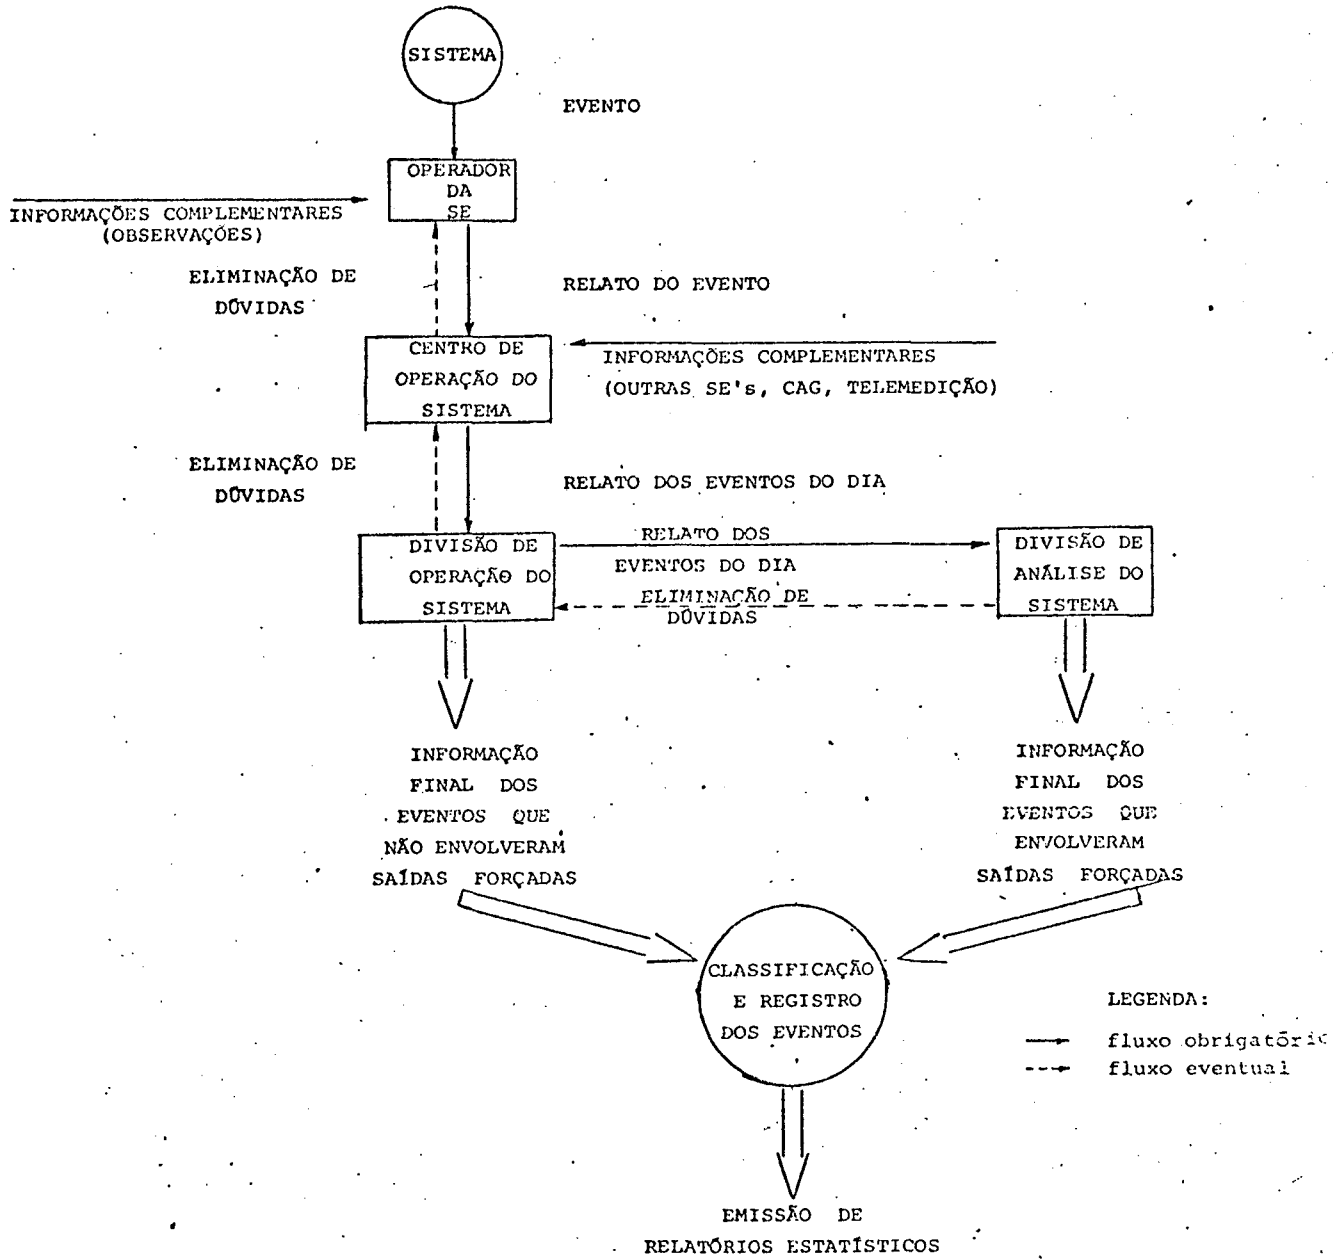 SISTEMA
EVENTO
OPERADOR
DA
SE
INFORMAÇÕES COMPLEMENTARES
(OBSERVAÇÕES)
ELIMINAÇÃO DE
DÚVIDAS
RELATO DO EVENTO
CENTRO DE
OPERAÇÃO DO
SISTEMA
INFORMAÇÕES COMPLEMENTARES
(OUTRAS SE's, CAG, TELEMEDIÇÃO)
ELIMINAÇÃO DE
DÚVIDAS
RELATO DOS EVENTOS DO DIA
DIVISÃO DE
OPERAÇÃO DO
SISTEMA
RELATO DOS
EVENTOS DO DIA
ELIMINAÇÃO DE
DÚVIDAS
DIVISÃO DE
ANÁLISE DO
SISTEMA
INFORMAÇÃO
FINAL DOS
EVENTOS QUE
NÃO ENVOLVERAM
SAÍDAS FORÇADAS
INFORMAÇÃO
FINAL DOS
EVENTOS QUE
ENVOLVERAM
SAÍDAS FORÇADAS
CLASSIFICAÇÃO
E REGISTRO
DOS EVENTOS
LEGENDA:
fluxo obrigatório
fluxo eventual
EMISSÃO DE
RELATÓRIOS ESTATÍSTICOS